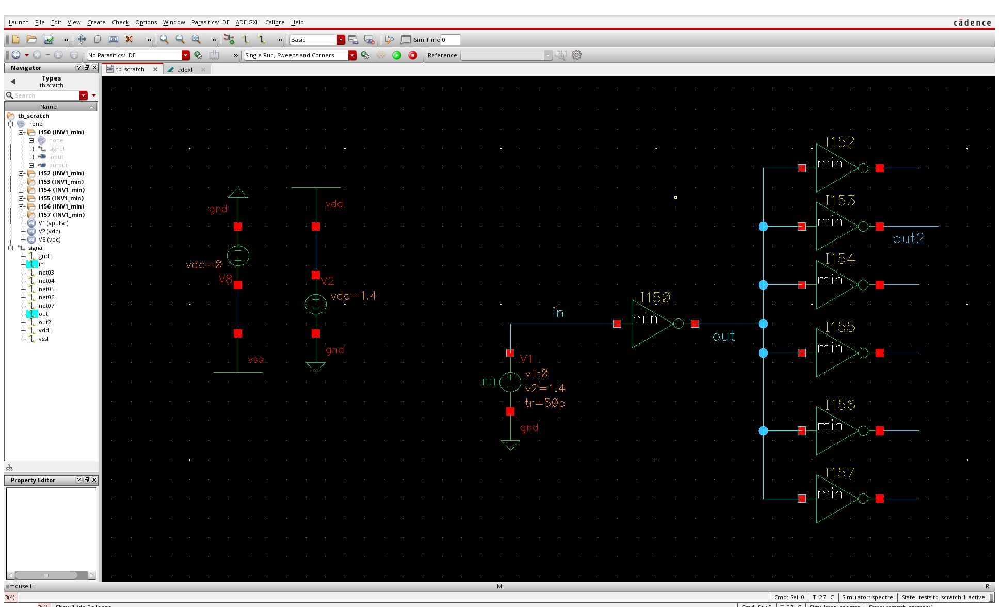 Launch File Edit View Create Check Options Window Parasitics/LDE ADE GXL Calibre Help
cādence
» » » » Basic Sim Time 0
No Parasitics/LDE » Single Run, Sweeps and Corners Reference:
Navigator
tb_scratch adexl
Types
tb_scratch
Search
Name
tb_scratch
none
I150 (INV1_min)
none
signal
input
output
I152 (INV1_min)
I153 (INV1_min)
I154 (INV1_min)
I155 (INV1_min)
I156 (INV1_min)
I157 (INV1_min)
V1 (vpulse)
V2 (vdc)
V8 (vdc)
signal
gnd!
in
net03
net04
net05
net06
net07
out
out2
vdd!
vss!
Property Editor
gnd
vdc=0
V8
vss
vdd
V2
vdc=1.4
gnd
in
V1
v1:0
v2=1.4
tr=50p
gnd
I150
min
out
I152
min
I153
min
out2
I154
min
I155
min
I156
min
I157
min
mouse L: M: R:
3(4)
Cmd: Sel: 0 T=27 C Simulator: spectre State: tests:tb_scratch:1_active